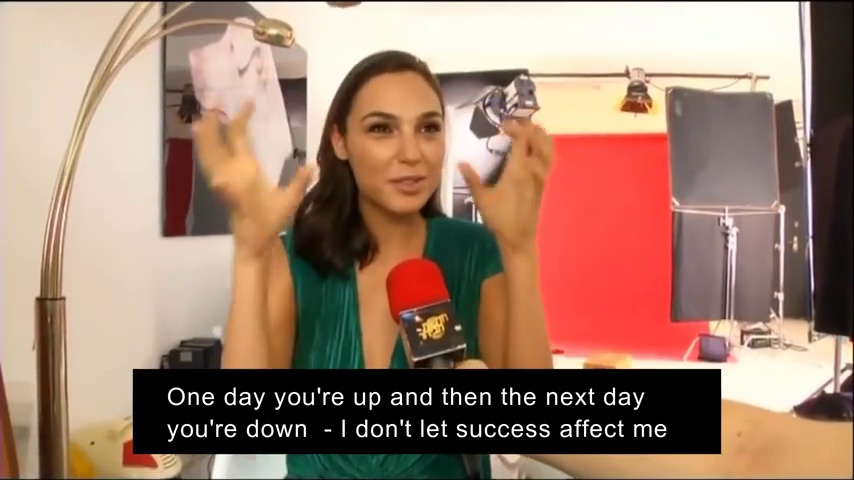 One day you're up and then the next day
you're down  - I don't let success affect me